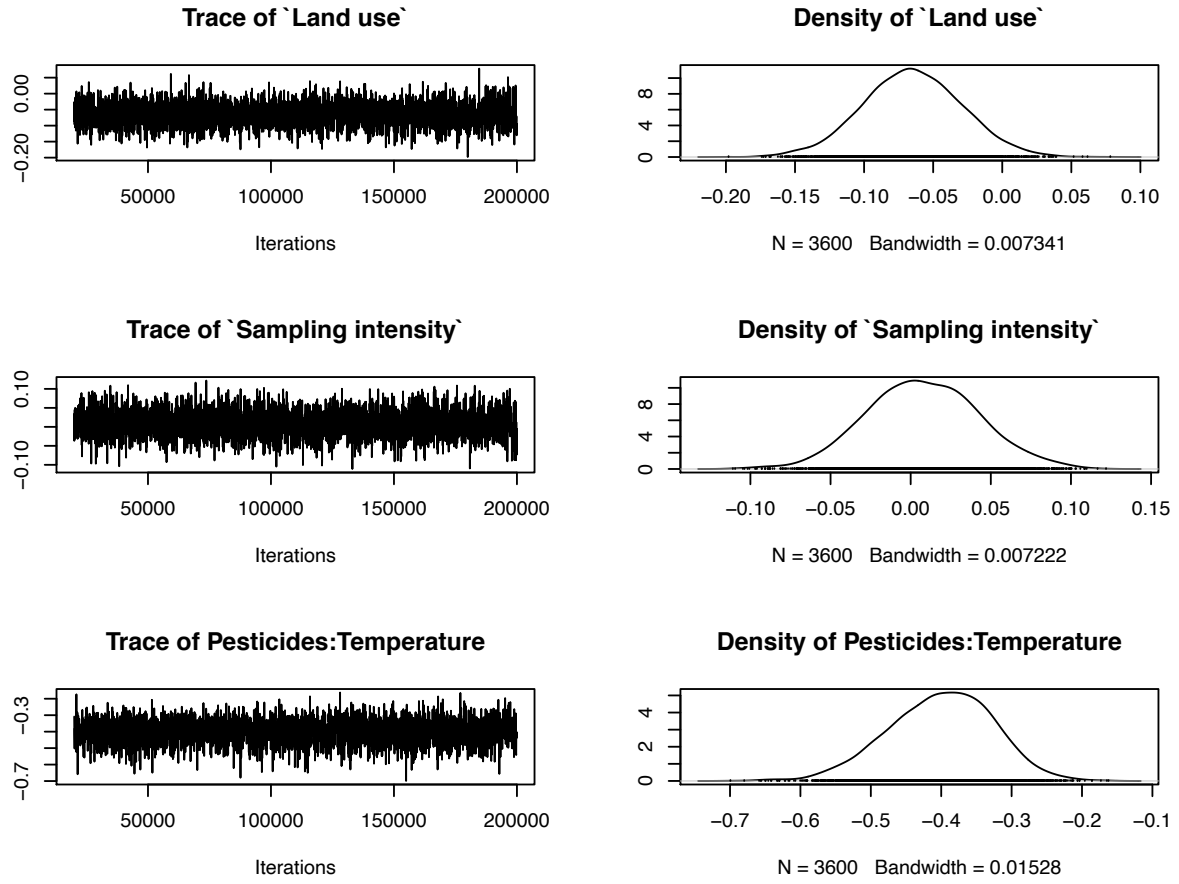 Trace of `Land use`
0.00
−0.20
50000 100000 150000 200000
Iterations
Density of `Land use`
8
4
0
−0.20 −0.15 −0.10 −0.05 0.00 0.05 0.10
N = 3600 Bandwidth = 0.007341
Trace of `Sampling intensity`
0.10
−0.10
50000 100000 150000 200000
Iterations
Density of `Sampling intensity`
8
4
0
−0.10 −0.05 0.00 0.05 0.10 0.15
N = 3600 Bandwidth = 0.007222
Trace of Pesticides:Temperature
−0.3
−0.7
50000 100000 150000 200000
Iterations
Density of Pesticides:Temperature
4
2
0
−0.7 −0.6 −0.5 −0.4 −0.3 −0.2 −0.1
N = 3600 Bandwidth = 0.01528